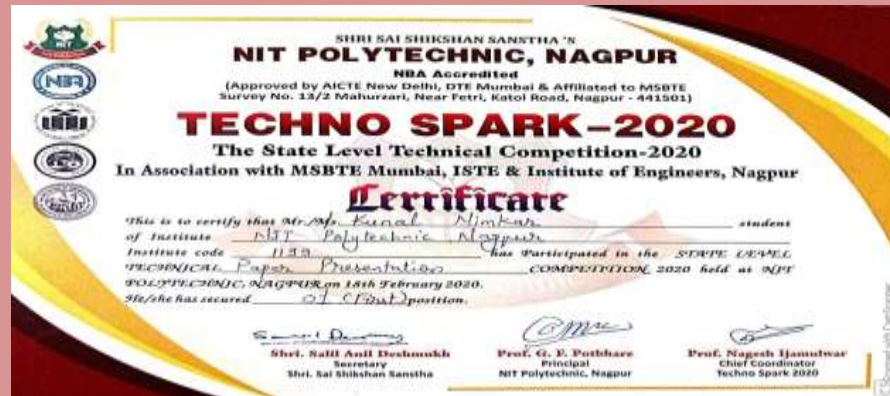 SHRI SAI SHIKSHAN SANSTHA 'S
NIT POLYTECHNIC, NAGPUR
NBA Accredited
(Approved by AICTE New Delhi, DTE Mumbai & Affiliated to MSBTE
Survey No. 13/2 Mahurzari, Near Fetri, Katol Road, Nagpur - 441501)
TECHNO SPARK-2020
The State Level Technical Competition-2020
In Association with MSBTE Mumbai, ISTE & Institute of Engineers, Nagpur
Certificate
This is to certify that Mr./Ms. Kunal Nimkar student
of Institute NIT Polytechnic Nagpur
Institute code has Participated in the STATE LEVEL
TECHNICAL Paper Presentation COMPETITION, 2020 held at NIT
POLYTECHNIC, NAGPUR on 18th February 2020.
He/she has secured 01 (First) position.
Shri. Salil Anil Deshmukh Prof. G. F. Potbhare Prof. Nagesh Ijamulwar
Secretary Principal Chief Coordinator
Shri. Sai Shikshan Sanstha NIT Polytechnic, Nagpur Techno Spark 2020
NIT
NBA